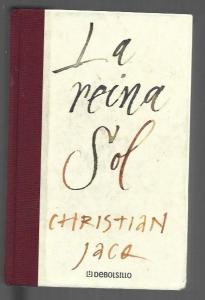 La
reina
Sol
CHRISTIAN
JACQ
DEBOLSILLO